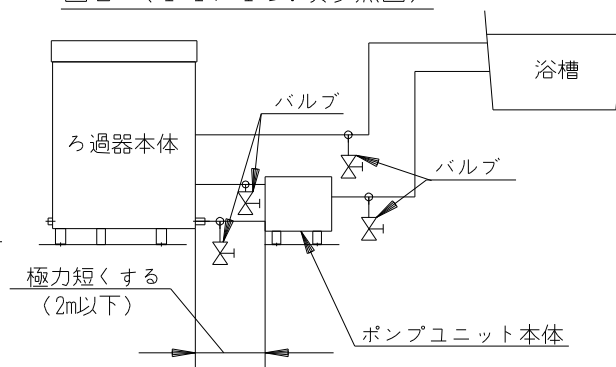 浴槽
バルブ
ろ過器本体
バルブ
極力短くする
(2m以下)
ポンプユニット本体